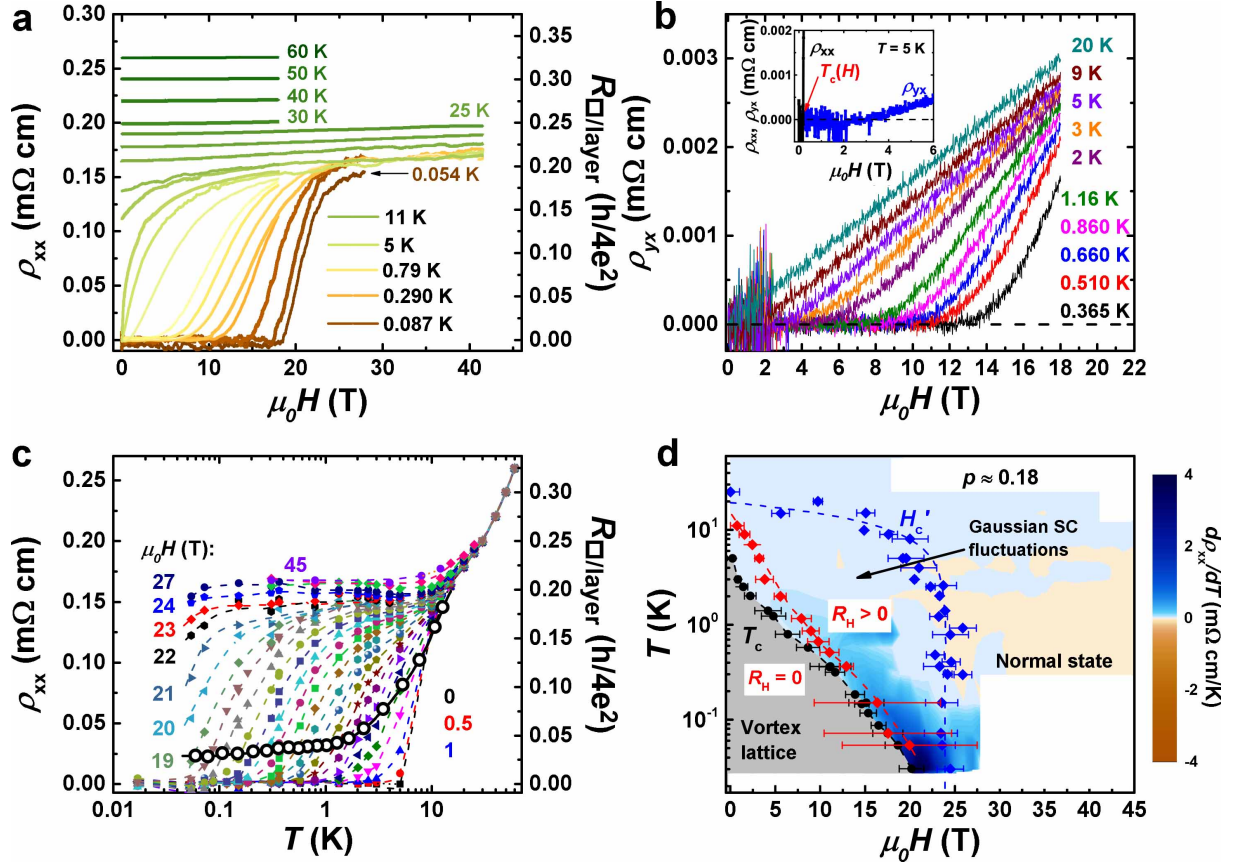 a
ρxx (mΩ cm)
0.30
0.25
0.20
0.15
0.10
0.05
0.00
60 K
50 K
40 K
30 K
25 K
0.054 K
11 K
5 K
0.79 K
0.290 K
0.087 K
0.35
0.30
0.25
0.20
0.15
0.10
0.05
0.00
R□/layer (h/4e²)
0 10 20 30 40
μ₀H (T)
b
ρyx (mΩ cm)
0.003
0.002
0.001
0.000
ρxx, ρyx (mΩ cm)
0.002
0.001
0.000
ρxx
T = 5 K
Tc(H)
ρyx
0 2 4 6
μ₀H (T)
20 K
9 K
5 K
3 K
2 K
1.16 K
0.860 K
0.660 K
0.510 K
0.365 K
0 2 4 6 8 10 12 14 16 18 20 22
μ₀H (T)
c
ρxx (mΩ cm)
0.25
0.20
0.15
0.10
0.05
0.00
μ₀H (T):
27
24
23
22
21
20
19
45
0
0.5
1
0.30
0.25
0.20
0.15
0.10
0.05
0.00
R□/layer (h/4e²)
0.01 0.1 1 10
T (K)
d
p ≈ 0.18
T (K)
10¹
10⁰
10⁻¹
Hc'
Gaussian SC
fluctuations
RH > 0
Tc
RH = 0
Normal state
Vortex
lattice
0 5 10 15 20 25 30 35 40 45
μ₀H (T)
4
2
0
-2
-4
dρxx/dT (mΩ cm/K)